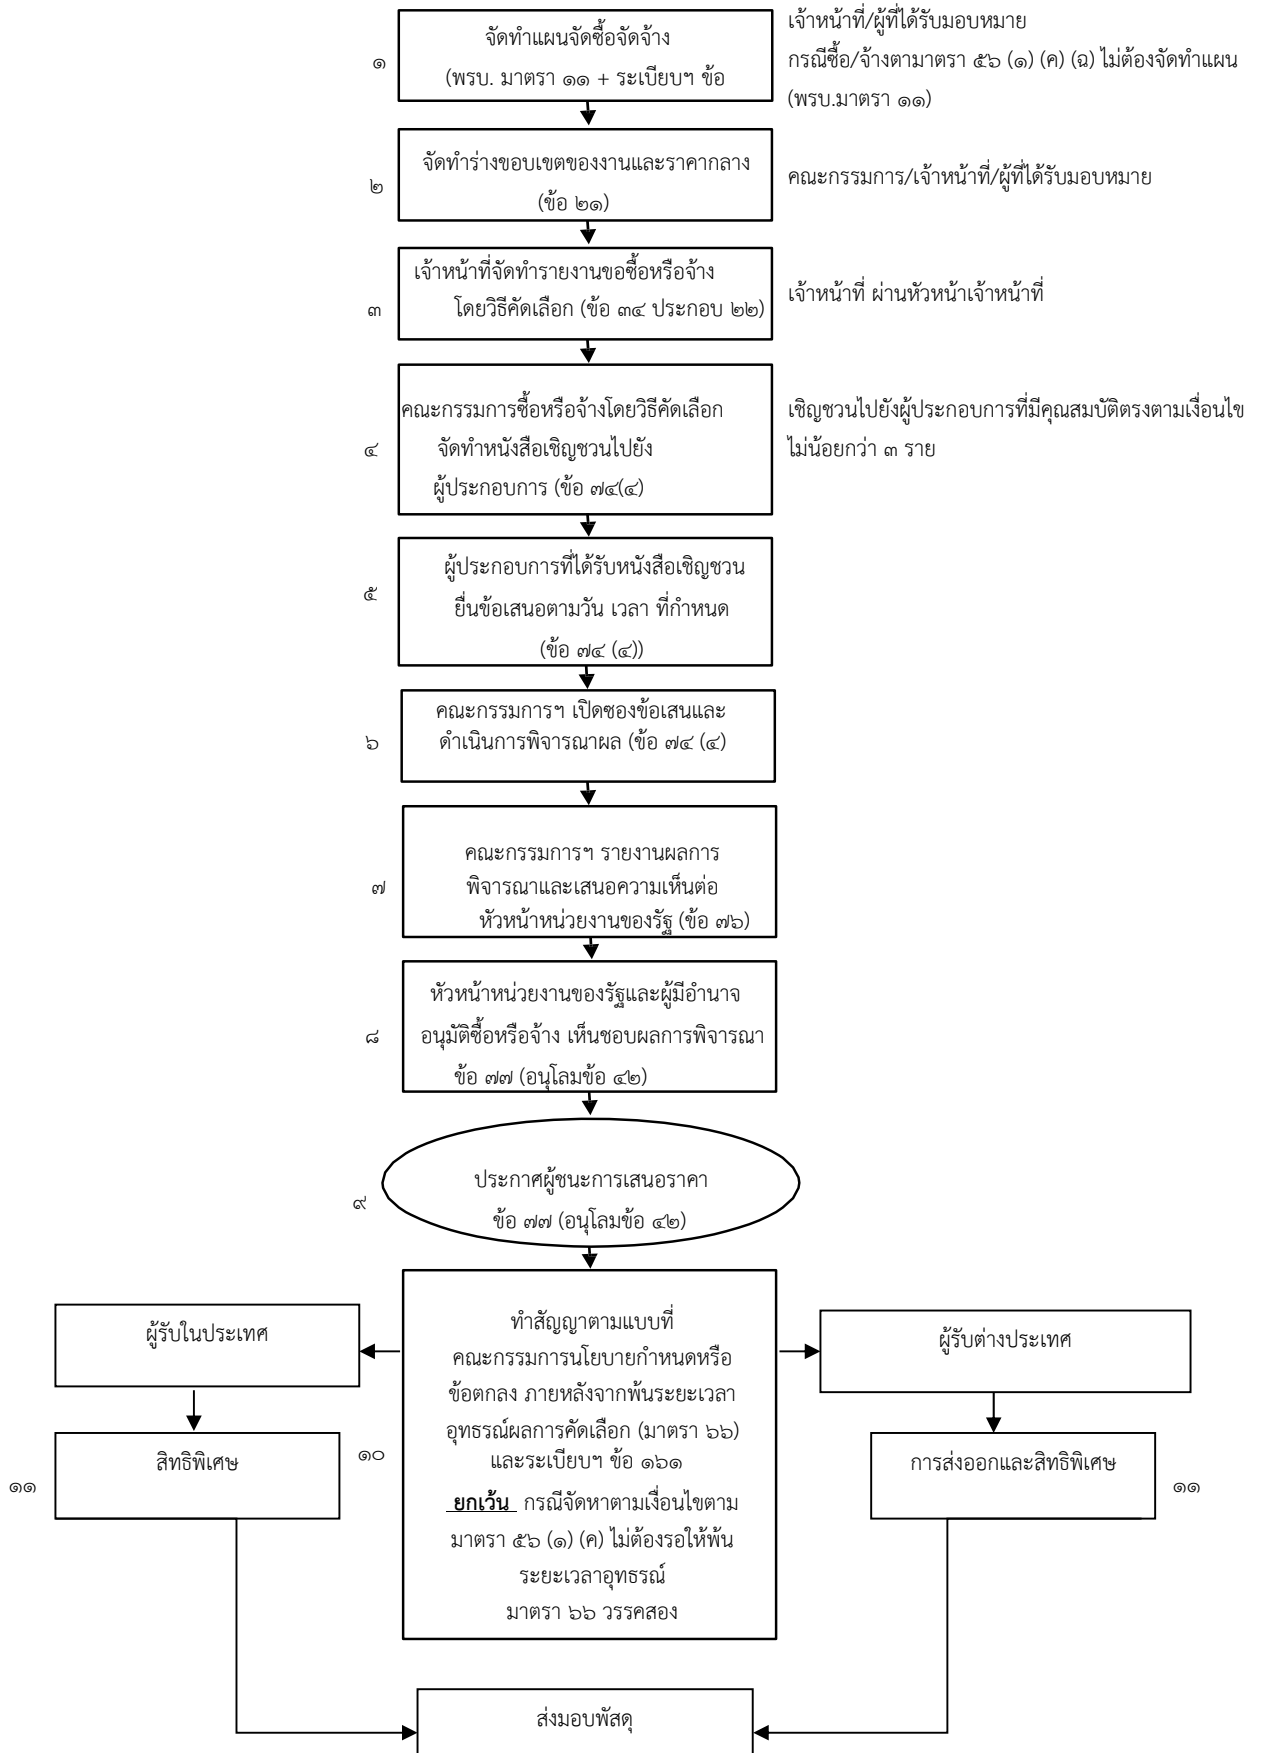 จัดทำแผนจัดซื้อจัดจ้าง
(พรบ. มาตรา ๑๑ + ระเบียบฯ ข้อ
๑
เจ้าหน้าที่/ผู้ที่ได้รับมอบหมาย
กรณีซื้อ/จ้างตามาตรา ๕๖ (๑) (ค) (ฉ) ไม่ต้องจัดทำแผน
(พรบ.มาตรา ๑๑)
จัดทำร่างขอบเขตของงานและราคากลาง
(ข้อ ๒๑)
๒
คณะกรรมการ/เจ้าหน้าที่/ผู้ที่ได้รับมอบหมาย
เจ้าหน้าที่จัดทำรายงานขอซื้อหรือจ้าง
โดยวิธีคัดเลือก (ข้อ ๓๔ ประกอบ ๒๒)
๓
เจ้าหน้าที่ ผ่านหัวหน้าเจ้าหน้าที่
คณะกรรมการซื้อหรือจ้างโดยวิธีคัดเลือก
จัดทำหนังสือเชิญชวนไปยัง
ผู้ประกอบการ (ข้อ ๗๔(๔)
๔
เชิญชวนไปยังผู้ประกอบการที่มีคุณสมบัติตรงตามเงื่อนไข
ไม่น้อยกว่า ๓ ราย
ผู้ประกอบการที่ได้รับหนังสือเชิญชวน
ยื่นข้อเสนอตามวัน เวลา ที่กำหนด
(ข้อ ๗๔ (๔))
๕
คณะกรรมการฯ เปิดซองข้อเสนและ
ดำเนินการพิจารณาผล (ข้อ ๗๔ (๔)
๖
คณะกรรมการฯ รายงานผลการ
พิจารณาและเสนอความเห็นต่อ
หัวหน้าหน่วยงานของรัฐ (ข้อ ๗๖)
๗
หัวหน้าหน่วยงานของรัฐและผู้มีอำนาจ
อนุมัติซื้อหรือจ้าง เห็นชอบผลการพิจารณา
ข้อ ๗๗ (อนุโลมข้อ ๔๒)
๘
ประกาศผู้ชนะการเสนอราคา
ข้อ ๗๗ (อนุโลมข้อ ๔๒)
๙
ทำสัญญาตามแบบที่
คณะกรรมการนโยบายกำหนดหรือ
ข้อตกลง ภายหลังจากพ้นระยะเวลา
อุทธรณ์ผลการคัดเลือก (มาตรา ๖๖)
และระเบียบฯ ข้อ ๑๖๑
ยกเว้น กรณีจัดหาตามเงื่อนไขตาม
มาตรา ๕๖ (๑) (ค) ไม่ต้องรอให้พ้น
ระยะเวลาอุทธรณ์
มาตรา ๖๖ วรรคสอง
๑๐
ผู้รับในประเทศ
สิทธิพิเศษ
๑๑
ผู้รับต่างประเทศ
การส่งออกและสิทธิพิเศษ
๑๑
ส่งมอบพัสดุ